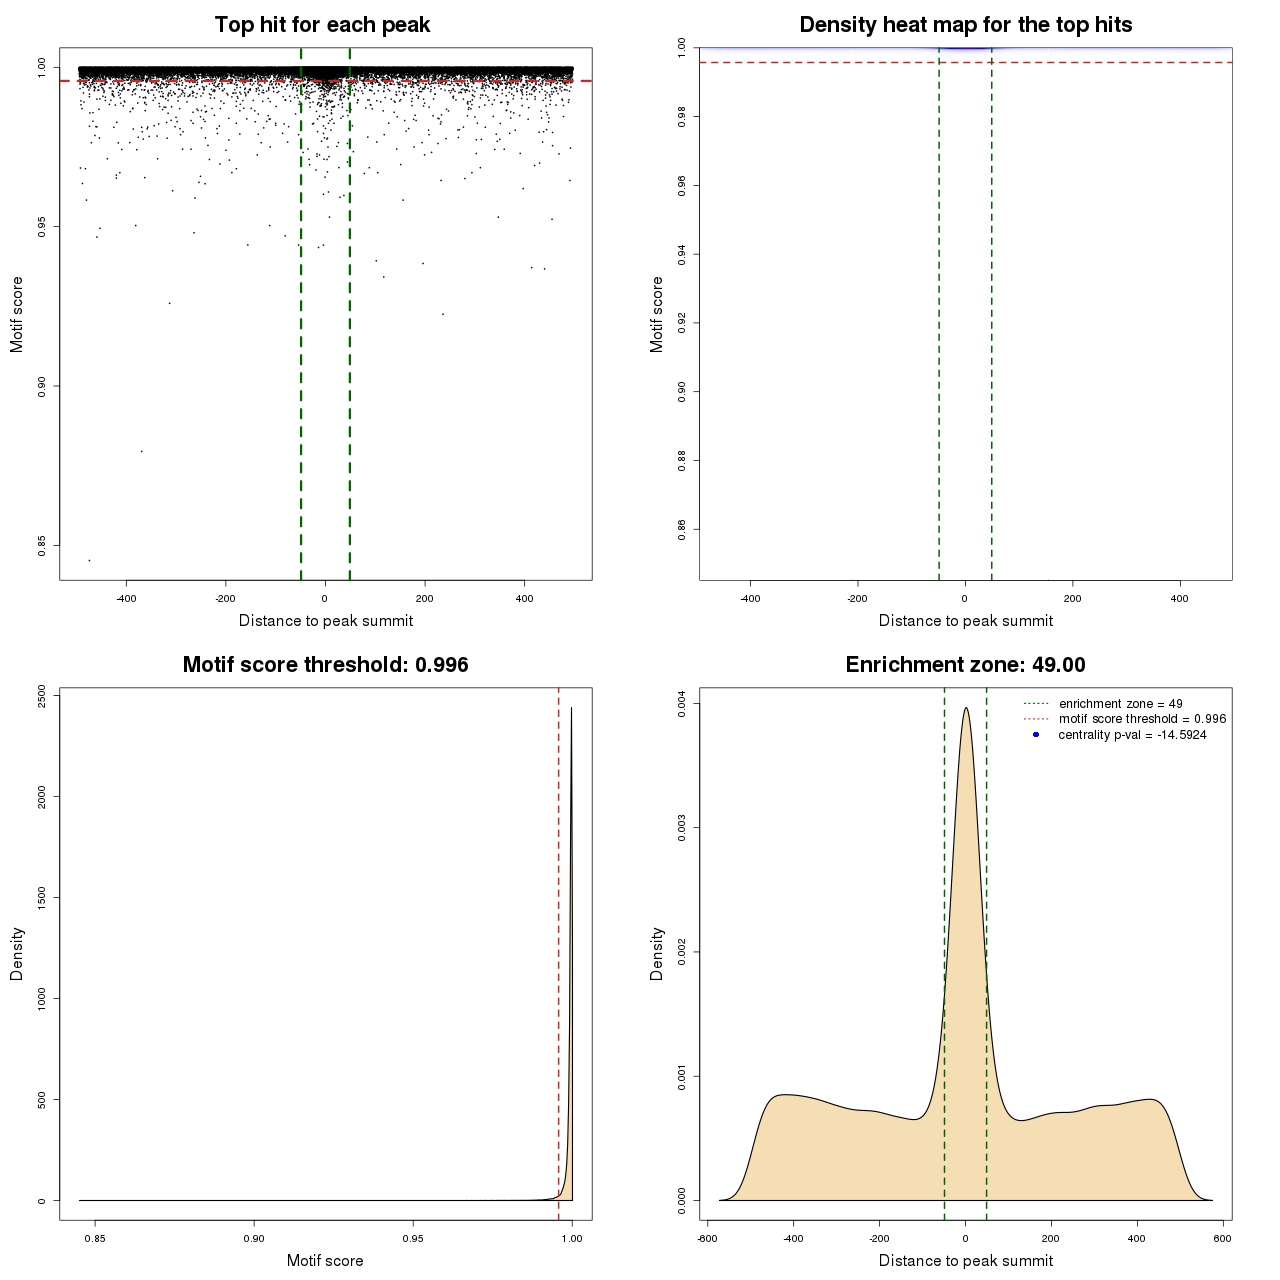 Top hit for each peak
1.00
0.95
0.90
0.85
Motif score
-400
-200
0
200
400
Distance to peak summit
Density heat map for the top hits
1.00
0.98
0.96
0.94
0.92
0.90
0.88
0.86
Motif score
-400
-200
0
200
400
Distance to peak summit
Motif score threshold: 0.996
2500
2000
1500
1000
500
0
Density
0.85
0.90
0.95
1.00
Motif score
Enrichment zone: 49.00
enrichment zone = 49
motif score threshold = 0.996
centrality p-val = -14.5924
0.004
0.003
0.002
0.001
0.000
Density
-600
-400
-200
0
200
400
600
Distance to peak summit